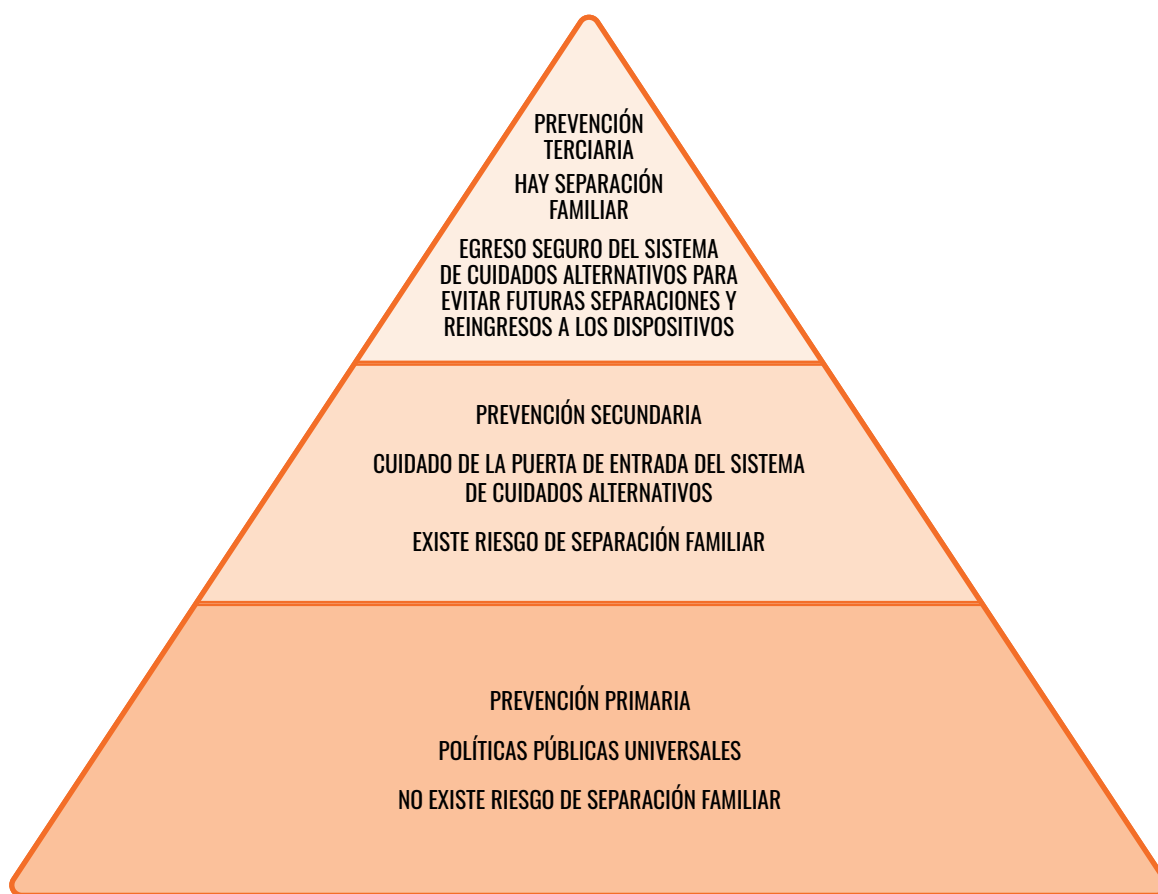 PREVENCIÓN
TERCIARIA
HAY SEPARACIÓN
FAMILIAR
EGRESO SEGURO DEL SISTEMA
DE CUIDADOS ALTERNATIVOS PARA
EVITAR FUTURAS SEPARACIONES Y
REINGRESOS A LOS DISPOSITIVOS
PREVENCIÓN SECUNDARIA
CUIDADO DE LA PUERTA DE ENTRADA DEL SISTEMA
DE CUIDADOS ALTERNATIVOS
EXISTE RIESGO DE SEPARACIÓN FAMILIAR
PREVENCIÓN PRIMARIA
POLÍTICAS PÚBLICAS UNIVERSALES
NO EXISTE RIESGO DE SEPARACIÓN FAMILIAR